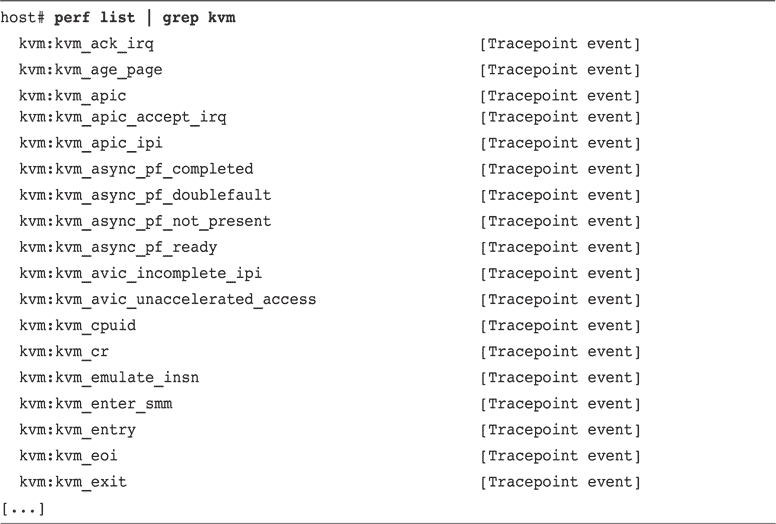 host# perf list | grep kvm
kvm:kvm_ack_irq [Tracepoint event]
kvm:kvm_age_page [Tracepoint event]
kvm:kvm_apic [Tracepoint event]
kvm:kvm_apic_accept_irq [Tracepoint event]
kvm:kvm_apic_ipi [Tracepoint event]
kvm:kvm_async_pf_completed [Tracepoint event]
kvm:kvm_async_pf_doublefault [Tracepoint event]
kvm:kvm_async_pf_not_present [Tracepoint event]
kvm:kvm_async_pf_ready [Tracepoint event]
kvm:kvm_avic_incomplete_ipi [Tracepoint event]
kvm:kvm_avic_unaccelerated_access [Tracepoint event]
kvm:kvm_cpuid [Tracepoint event]
kvm:kvm_cr [Tracepoint event]
kvm:kvm_emulate_insn [Tracepoint event]
kvm:kvm_enter_smm [Tracepoint event]
kvm:kvm_entry [Tracepoint event]
kvm:kvm_eoi [Tracepoint event]
kvm:kvm_exit [Tracepoint event]
[...]